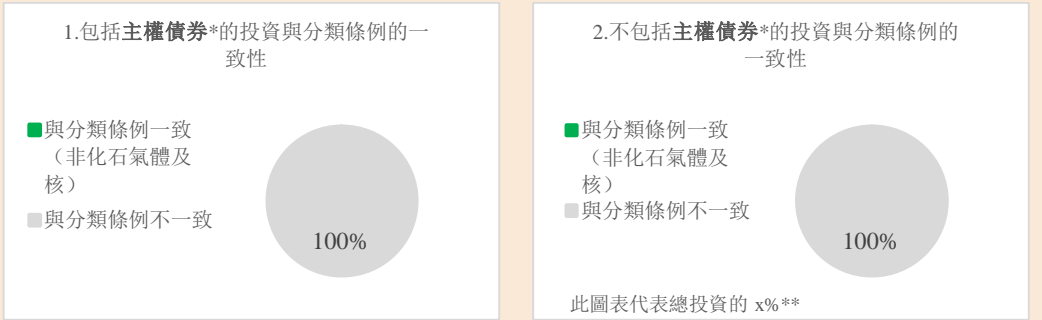 1.包括主權債券*的投資與分類條例的一
致性
與分類條例一致
（非化石氣體及
核）
與分類條例不一致
100%
2.不包括主權債券*的投資與分類條例的
一致性
與分類條例一致
（非化石氣體及
核）
與分類條例不一致
100%
此圖表代表總投資的 x%**